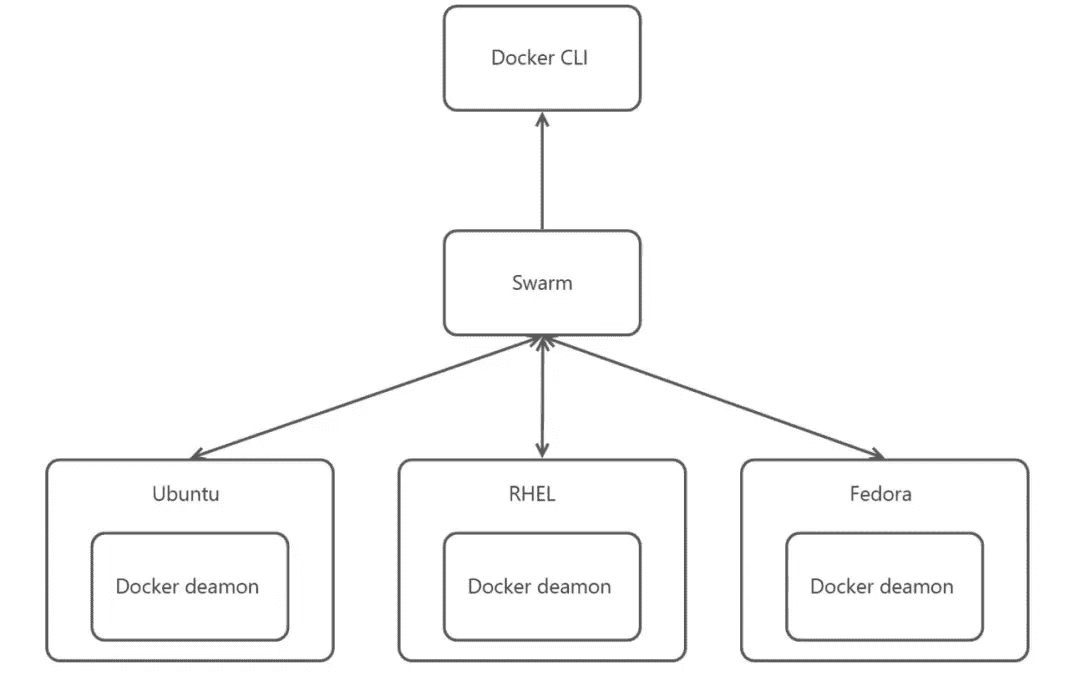 Docker CLI
Swarm
Ubuntu
RHEL
Fedora
Docker deamon
Docker deamon
Docker deamon